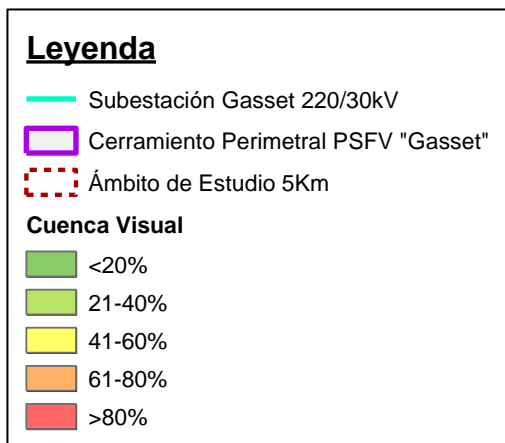 Leyenda
Subestación Gasset 220/30kV
Cerramiento Perimetral PSFV "Gasset"
Ámbito de Estudio 5Km
Cuenca Visual
<20%
21-40%
41-60%
61-80%
>80%